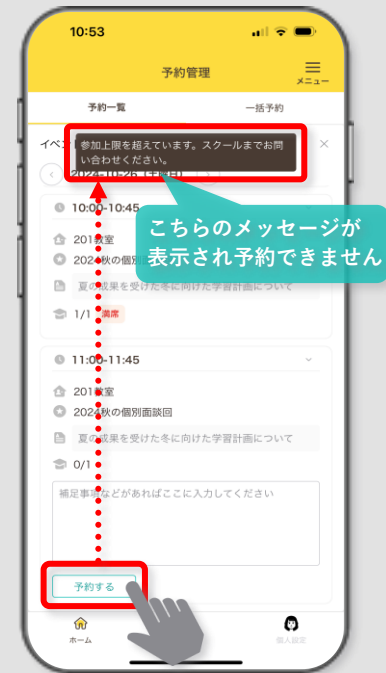 10:53
予約管理
メニュー
予約一覧
一括予約
参加上限を超えています。スクールまでお問
い合わせください。
2024-10-26 (土曜日)
こちらのメッセージが
表示され予約できません
10:00-10:45
201教室
2024秋の個別面
夏の成果を受けた冬に向けた学習計画について
1/1 満席
11:00-11:45
201教室
2024秋の個別面談回
夏の成果を受けた冬に向けた学習計画について
0/1
補足事項などがあればここに入力してください
予約する
ホーム
個人設定